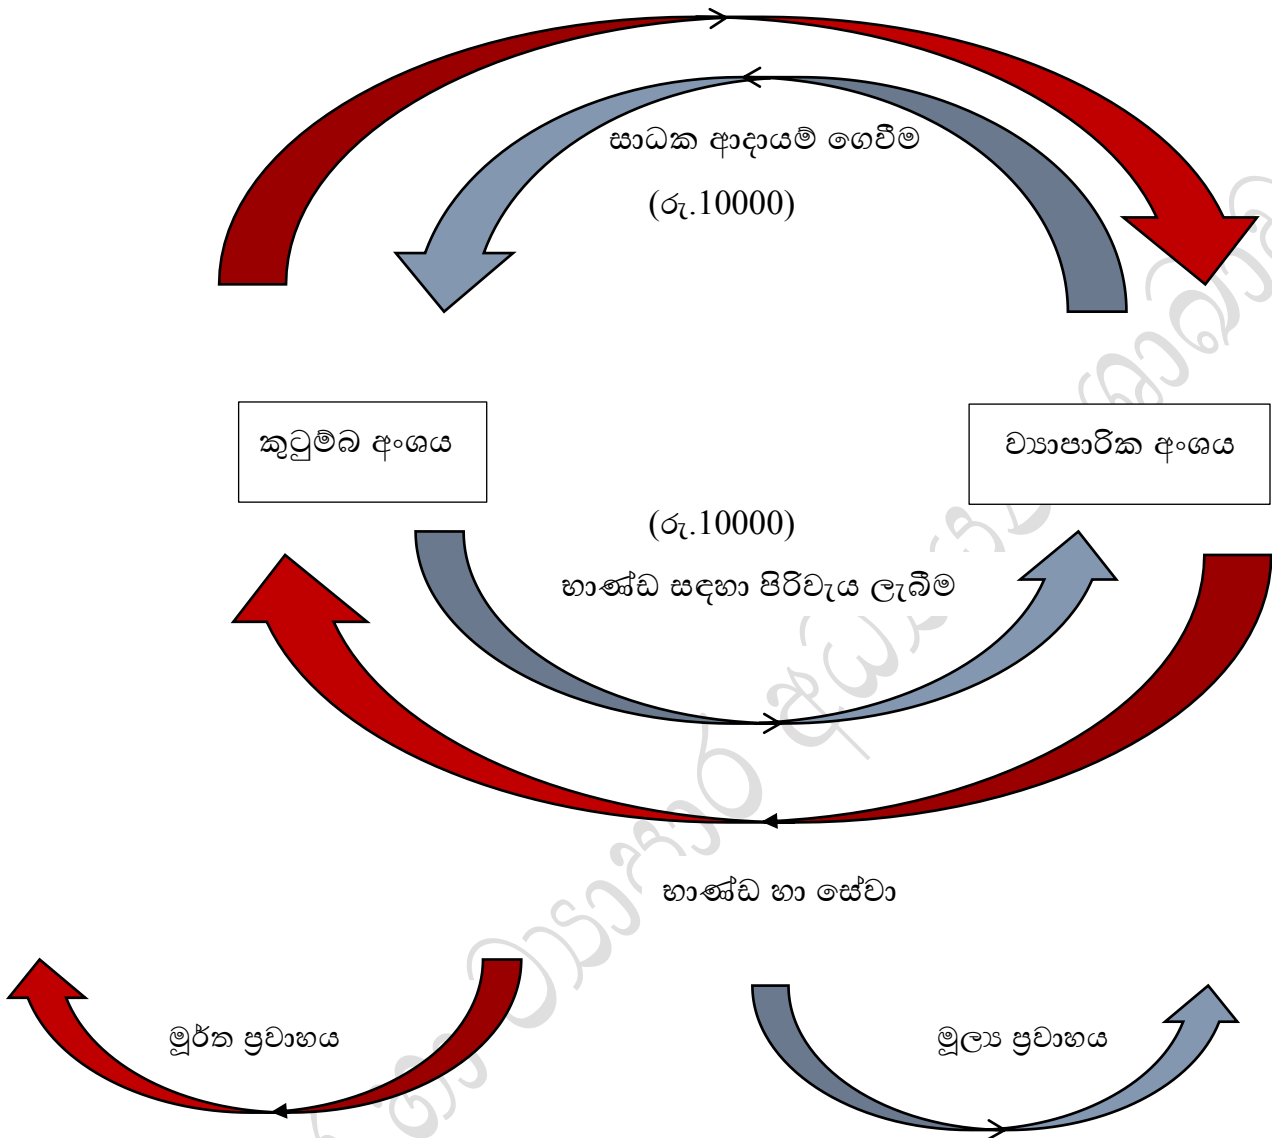 සාධක ආදායම් ගෙවීම
(රු.10000)
කුටුම්බ අංශය
ව්‍යාපාරික අංශය
(රු.10000)
භාණ්ඩ සඳහා පිරිවැය ලැබීම
භාණ්ඩ හා සේවා
මූර්ත ප්‍රවාහය
මූල්‍ය ප්‍රවාහය